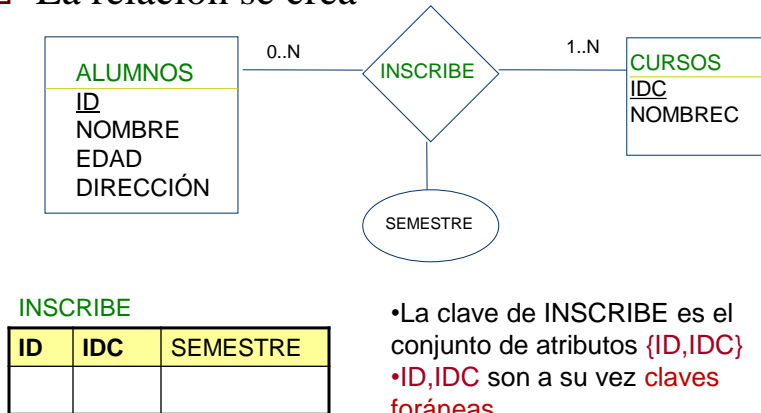 La relación se crea
0..N
1..N
ALUMNOS
ID
NOMBRE
EDAD
DIRECCIÓN
INSCRIBE
CURSOS
IDC
NOMBREC
SEMESTRE
INSCRIBE
ID IDC SEMESTRE
•La clave de INSCRIBE es el
conjunto de atributos {ID,IDC}
•ID,IDC son a su vez claves
foráneas